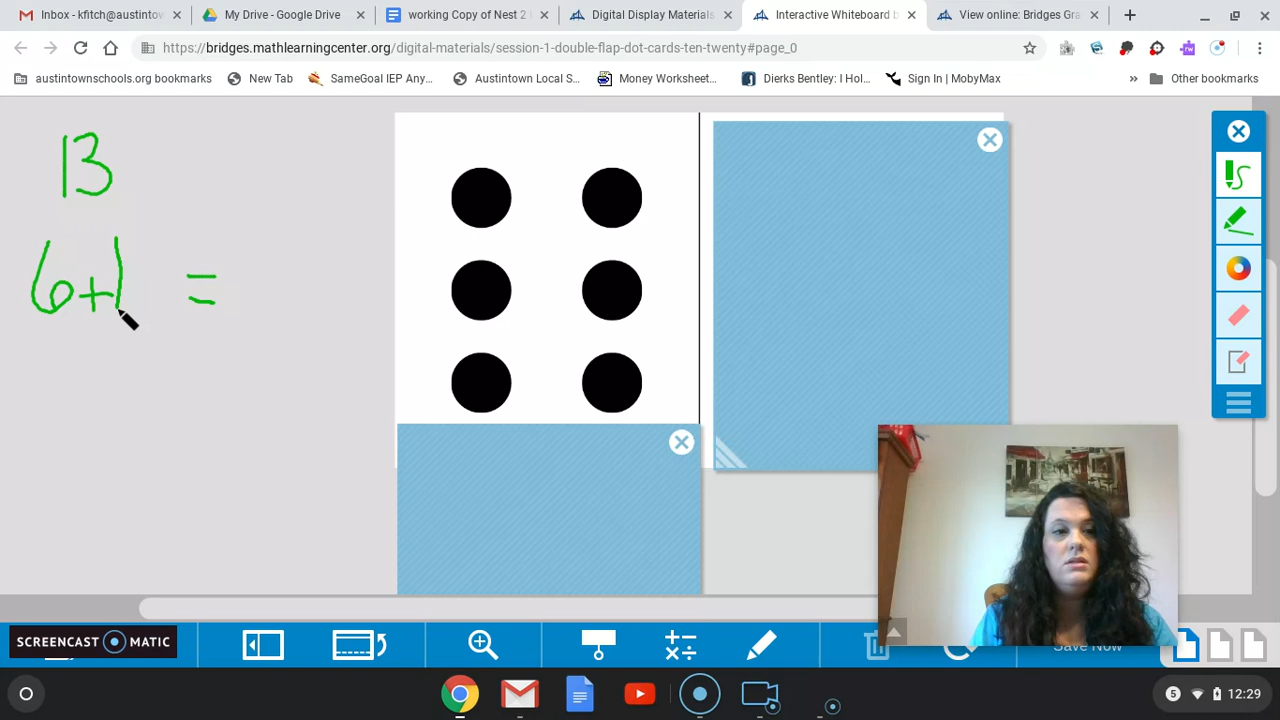 Inbox - kfitch@austintow
My Drive - Google Drive
working Copy of Nest 2
Digital Display Materials
Interactive Whiteboard b
View online: Bridges Gra
https://bridges.mathlearningcenter.org/digital-materials/session-1-double-flap-dot-cards-ten-twenty#page_0
austintownschools.org bookmarks
New Tab
SameGoal IEP Any...
Austintown Local S...
Money Worksheet...
Dierks Bentley: I Hol...
Sign In | MobyMax
»
Other bookmarks
13
6+1 =
SCREENCAST MATIC
Save Now
5
12:29